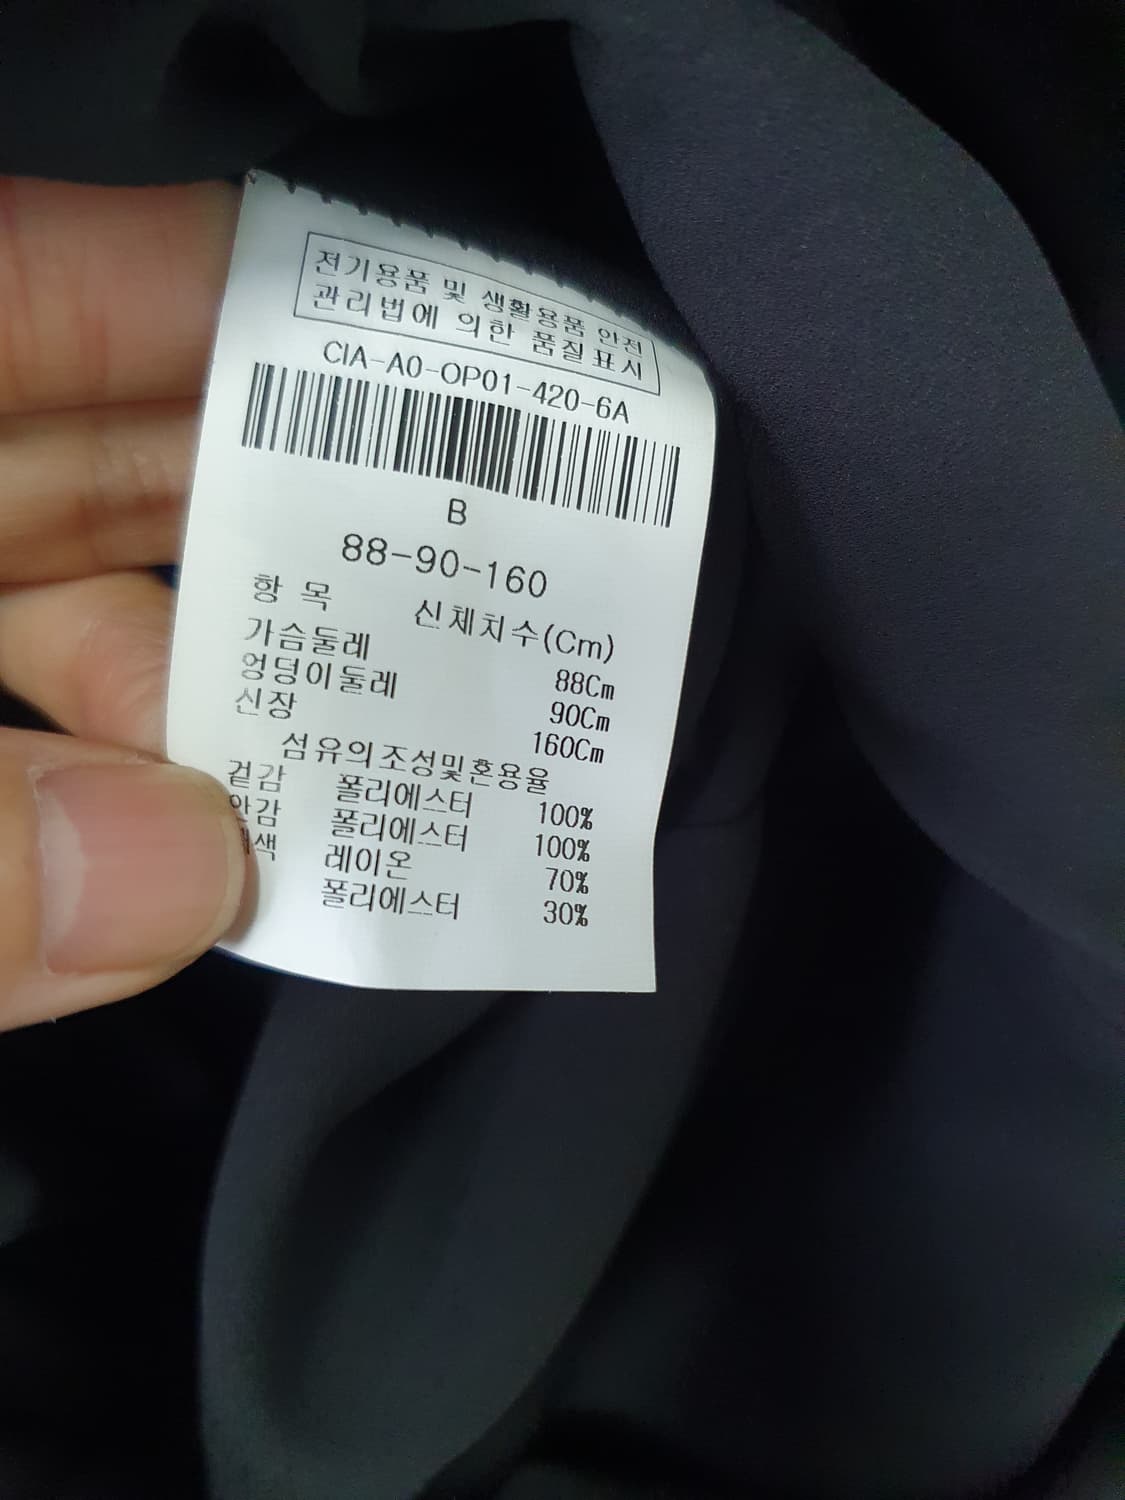 전기용품 및 생활용품 안전
관리법에 의한 품질표시
CIA-A0-OP01-420-6A
B
88-90-160
항 목 신체치수(Cm)
가슴둘레 88Cm
엉덩이둘레 90Cm
신장 160Cm
섬유의조성및혼용율
겉감 폴리에스터 100%
안감 폴리에스터 100%
레이온 70%
폴리에스터 30%